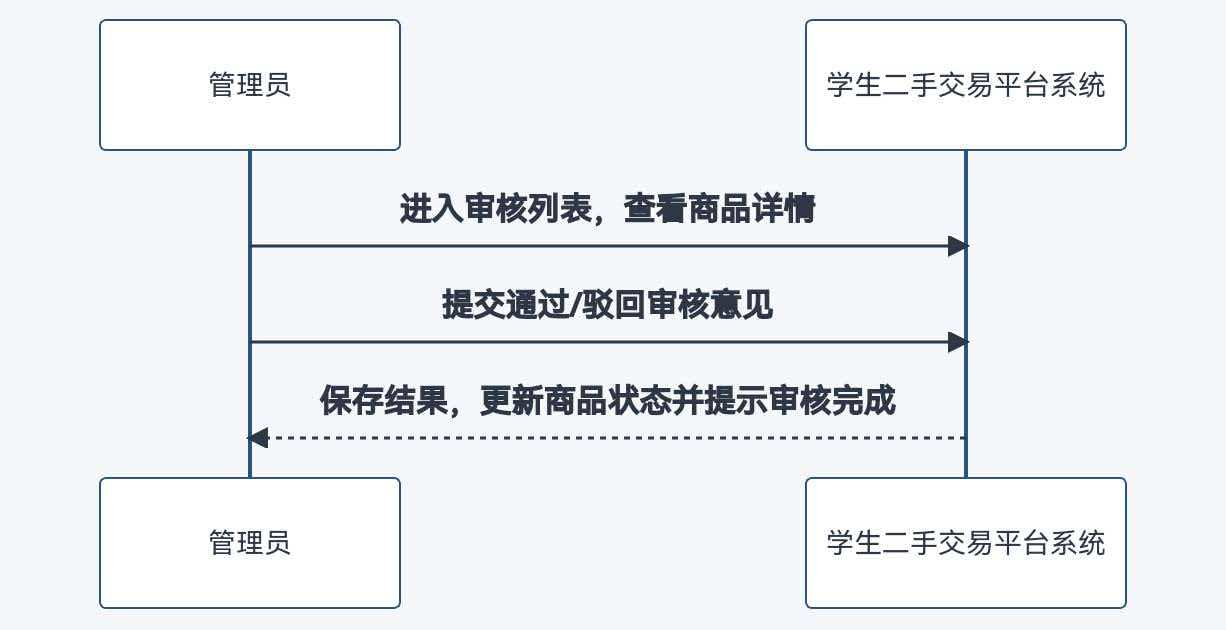 管理员
学生二手交易平台系统
进入审核列表，查看商品详情
提交通过/驳回审核意见
保存结果，更新商品状态并提示审核完成
管理员
学生二手交易平台系统